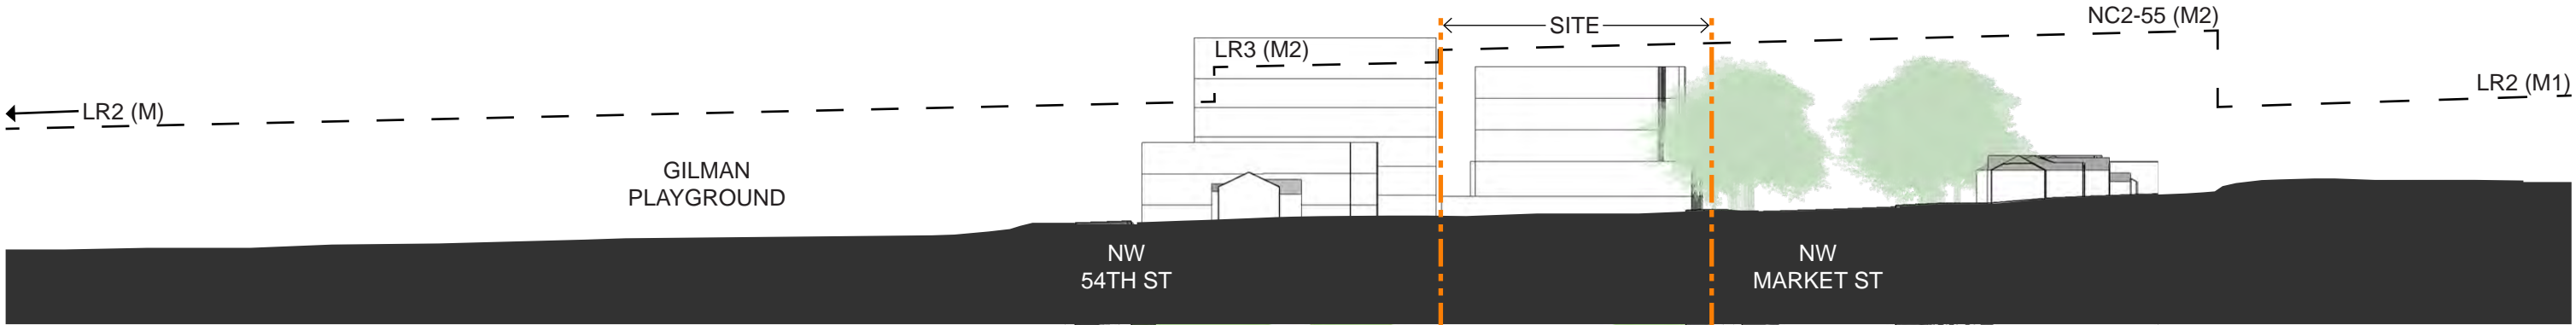 SITE
NC2-55 (M2)
LR3 (M2)
LR2 (M)
LR2 (M1)
GILMAN
PLAYGROUND
NW
54TH ST
NW
MARKET ST